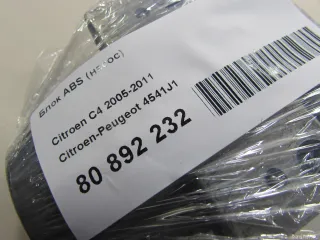 Блок ABS (насос)
Citroen C4 2005-2011
Citroen-Peugeot 4541J1
80 892 232